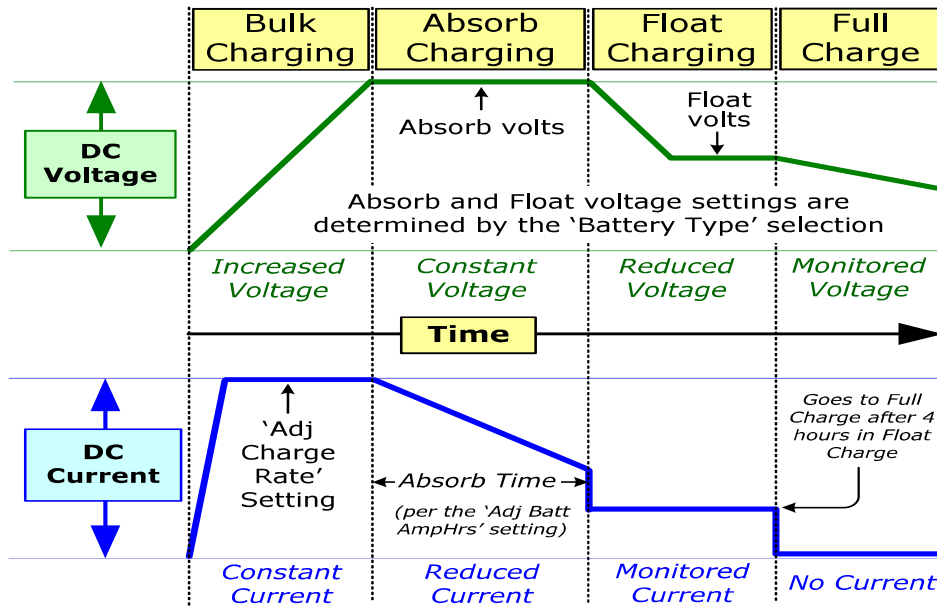 Bulk
Charging
Absorb
Charging
Float
Charging
Full
Charge
DC
Voltage
Absorb volts
Float
volts
Absorb and Float voltage settings are
determined by the ‘Battery Type’ selection
Increased
Voltage
Constant
Voltage
Reduced
Voltage
Monitored
Voltage
Time
DC
Current
‘Adj
Charge
Rate’
Setting
Absorb Time
(per the ‘Adj Batt
AmpHrs’ setting)
Goes to Full
Charge after 4
hours in Float
Charge
Constant
Current
Reduced
Current
Monitored
Current
No Current